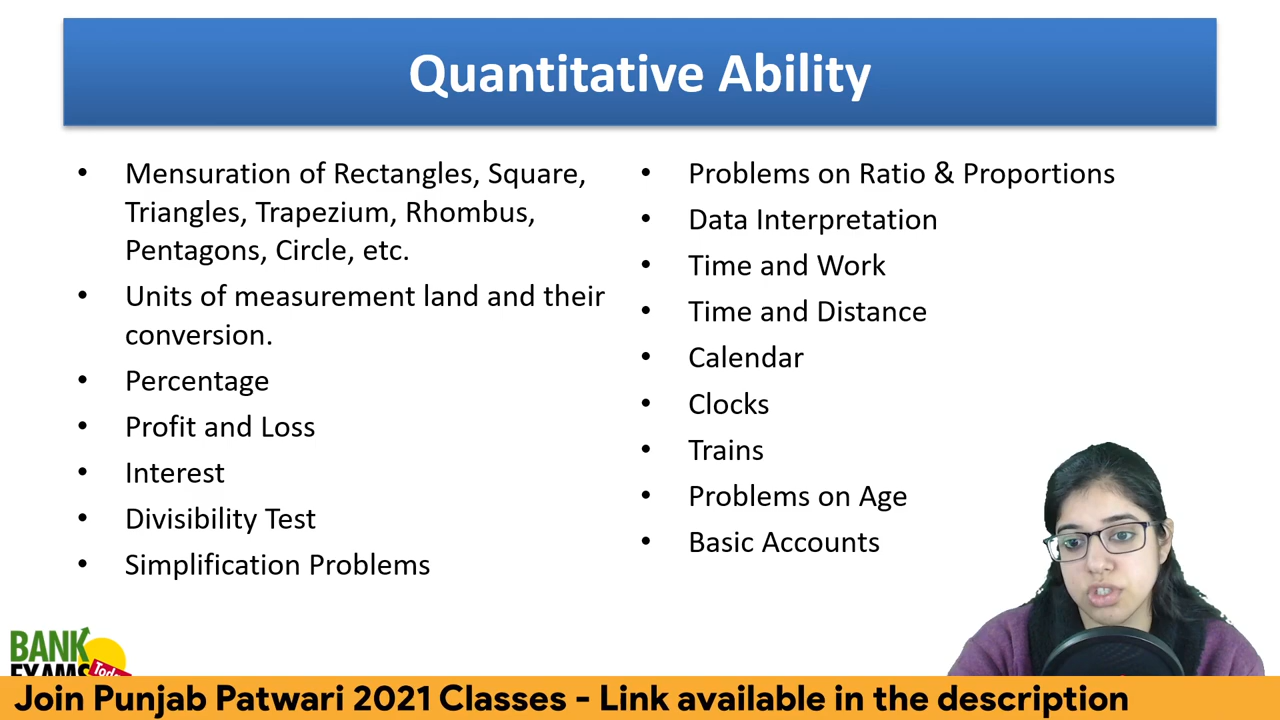 Quantitative Ability
• Mensuration of Rectangles, Square,
Triangles, Trapezium, Rhombus,
Pentagons, Circle, etc.
• Units of measurement land and their
conversion.
• Percentage
• Profit and Loss
• Interest
• Divisibility Test
• Simplification Problems
• Problems on Ratio & Proportions
• Data Interpretation
• Time and Work
• Time and Distance
• Calendar
• Clocks
• Trains
• Problems on Age
• Basic Accounts
BANK
EXAMS
Join Punjab Patwari 2021 Classes - Link available in the description